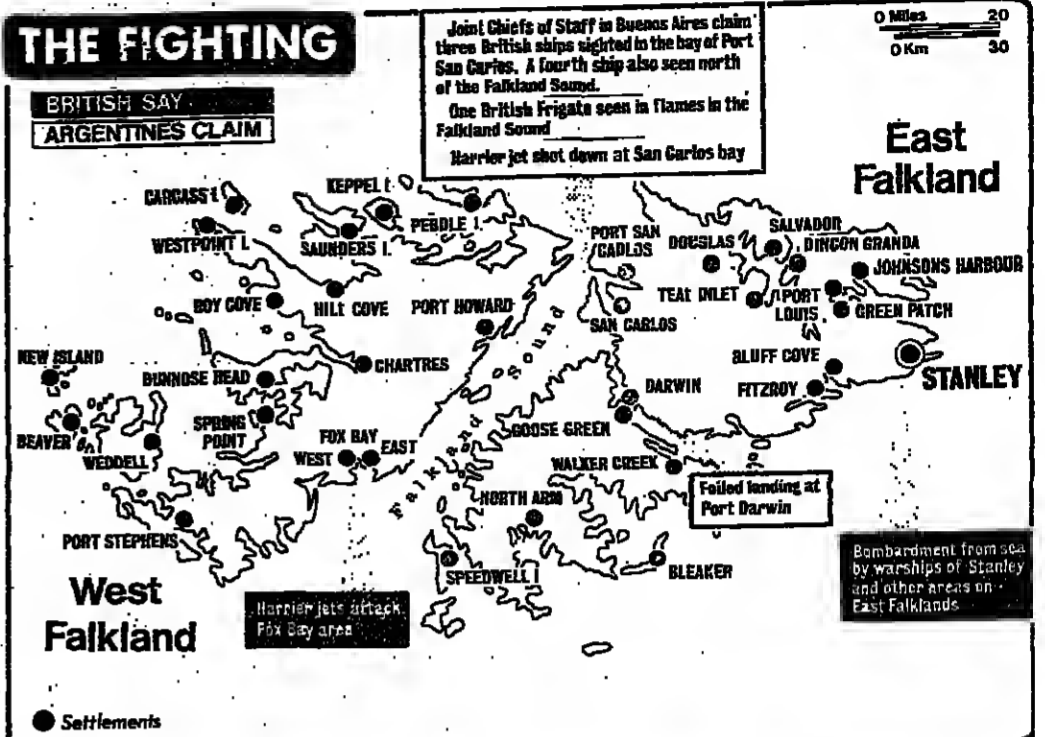 THE FIGHTING
BRITISH SAY
ARGENTINES CLAIM
Joint Chiefs of Staff in Buenos Aires claim
three British ships sighted in the bay of Port
San Carlos. A fourth ship also seen north
of the Falkland Sound.
One British Frigate seen in flames in the
Falkland Sound
Harrier jet shot down at San Carlos bay
0 Miles 20
0 Km 30
East
Falkland
CARCASS I.
WESTPOINT I.
KEPPEL I.
SAUNDERS I.
PEBBLE I.
PORT SAN
CADLOS
DOUGLAS
SALVADOR
DINCON GRANDA
JOHNSONS HARBOUR
TEAL INLET
PORT
LOUIS
GREEN PATCH
ROY COVE
HILL COVE
PORT HOWARD
SAN CARLOS
NEW ISLAND
DUNNOSE HEAD
CHARTRES
BLUFF COVE
STANLEY
FITZROY
DARWIN
GOOSE GREEN
BEAVER
WEDDELL
SPRING
POINT
FOX BAY
WEST
EAST
Falkland Sound
WALKER CREEK
Foiled landing at
Port Darwin
NORTH ARM
PORT STEPHENS
SPEEDWELL I
BLEAKER
Bombardment from sea
by warships of Stanley
and other areas on
East Falklands
West
Falkland
Harrier jets attack
Fox Bay area
Settlements